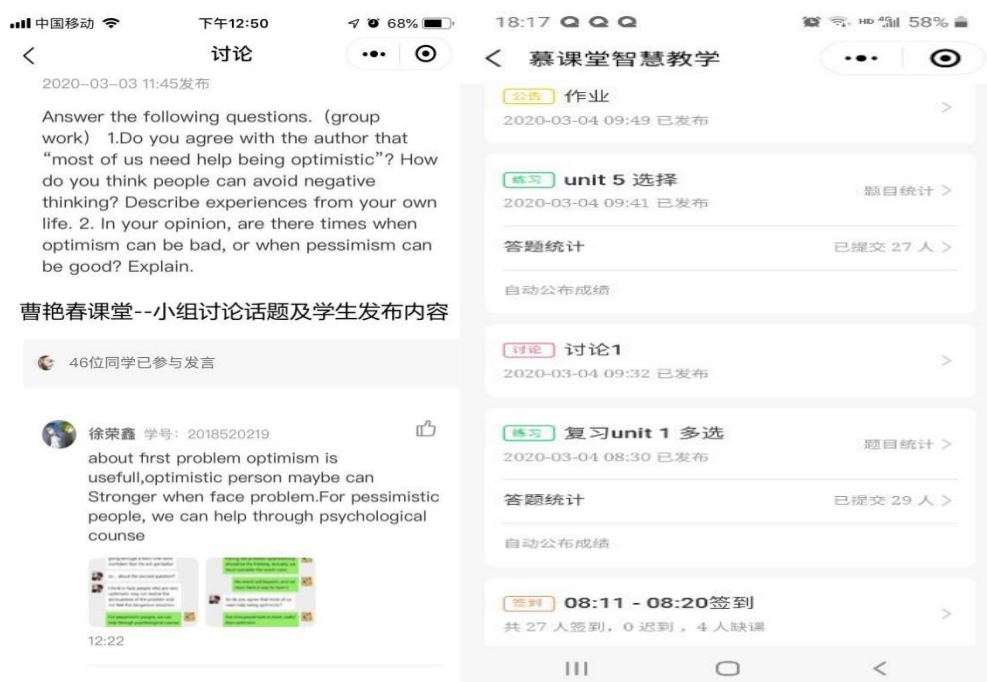 中国移动 下午12:50 68%
讨论
2020-03-03 11:45发布
Answer the following questions.（group
work） 1.Do you agree with the author that
“most of us need help being optimistic”? How
do you think people can avoid negative
thinking? Describe experiences from your own
life. 2. In your opinion, are there times when
optimism can be bad, or when pessimism can
be good? Explain.
曹艳春课堂--小组讨论话题及学生发布内容
46位同学已参与发言
徐荣鑫 学号：2018520219
about first problem optimism is
usefull,optimistic person maybe can
Stronger when face problem.For pessimistic
people, we can help through psychological
counse
12:22
18:17 HD 4G 58%
慕课堂智慧教学
公告 作业
2020-03-04 09:49 已发布
练习 unit 5 选择
2020-03-04 09:41 已发布
题目统计
答题统计 已提交 27 人
自动公布成绩
讨论 讨论1
2020-03-04 09:32 已发布
练习 复习unit 1 多选
2020-03-04 08:30 已发布
题目统计
答题统计 已提交 29 人
自动公布成绩
签到 08:11 - 08:20签到
共 27 人签到，0 迟到，4 人缺课